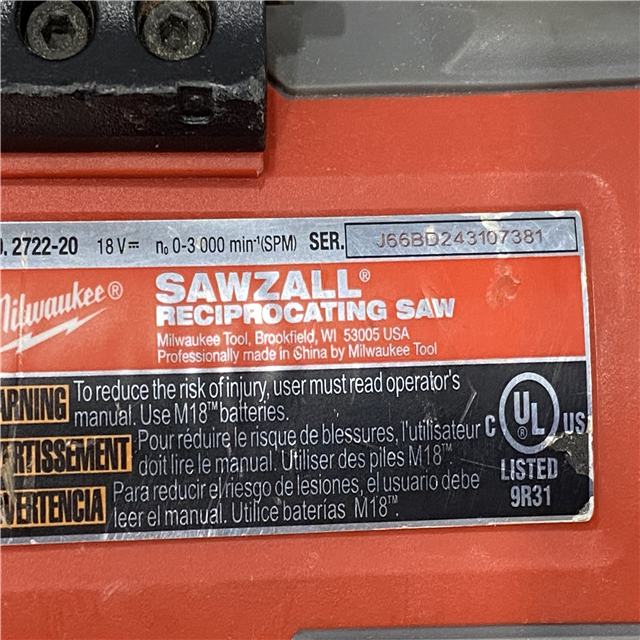 2722-20 18V⎓ n₀ 0-3 000 min⁻¹(SPM) SER. J66BD243107381
Milwaukee®
SAWZALL®
RECIPROCATING SAW
Milwaukee Tool, Brookfield, WI 53005 USA
Professionally made in China by Milwaukee Tool
ARNING To reduce the risk of injury, user must read operator's
manual. Use M18™ batteries.
RTISSEMENT Pour réduire le risque de blessures, l'utilisateur
doit lire le manual. Utiliser des piles M18™.
VERTENCIA Para reducir el riesgo de lesiones, el usuario debe
leer el manual. Utilice baterías M18™.
C UL® US
LISTED
9R31